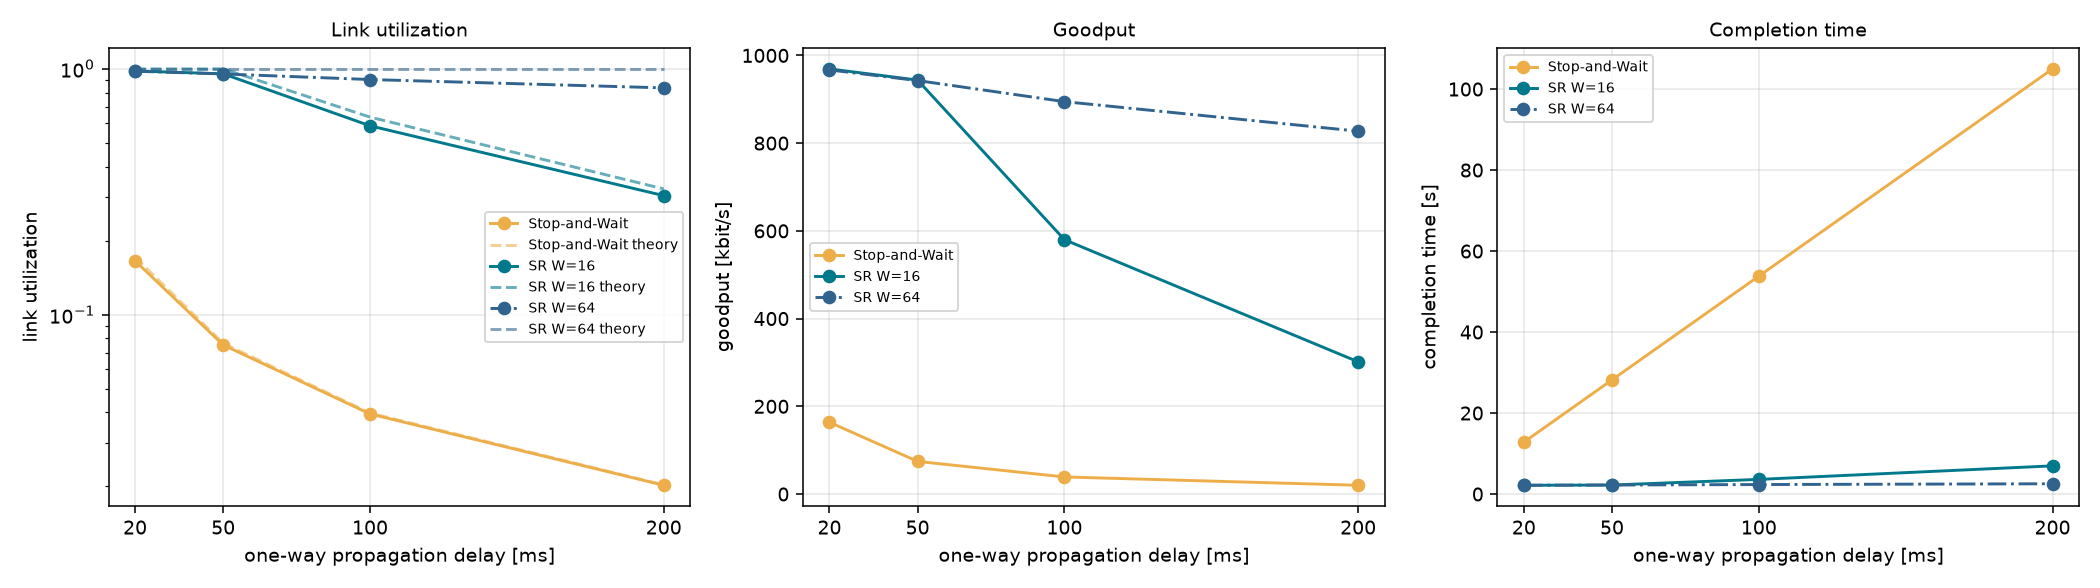 Link utilization
link utilization
10⁰
10⁻¹
Stop-and-Wait
Stop-and-Wait theory
SR W=16
SR W=16 theory
SR W=64
SR W=64 theory
20 50 100 200
one-way propagation delay [ms]
Goodput
goodput [kbit/s]
1000
800
600
400
200
0
Stop-and-Wait
SR W=16
SR W=64
20 50 100 200
one-way propagation delay [ms]
Completion time
completion time [s]
100
80
60
40
20
0
Stop-and-Wait
SR W=16
SR W=64
20 50 100 200
one-way propagation delay [ms]